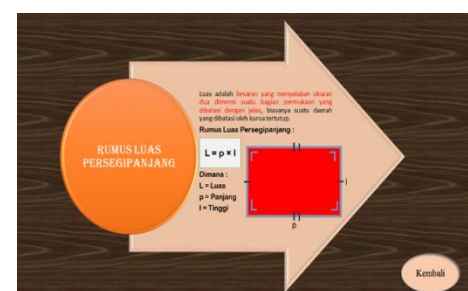 RUMUS LUAS
PERSEGIPANJANG
Luas adalah besaran yang menyatakan ukuran
dua dimensi suatu bagian permukaan yang
dibatasi dengan jelas, biasanya suatu daerah
yang dibatasi oleh kurva tertutup.
Rumus Luas Persegipanjang :
L = p × l
Dimana :
L = Luas
p = Panjang
l = Tinggi
l
p
Kembali